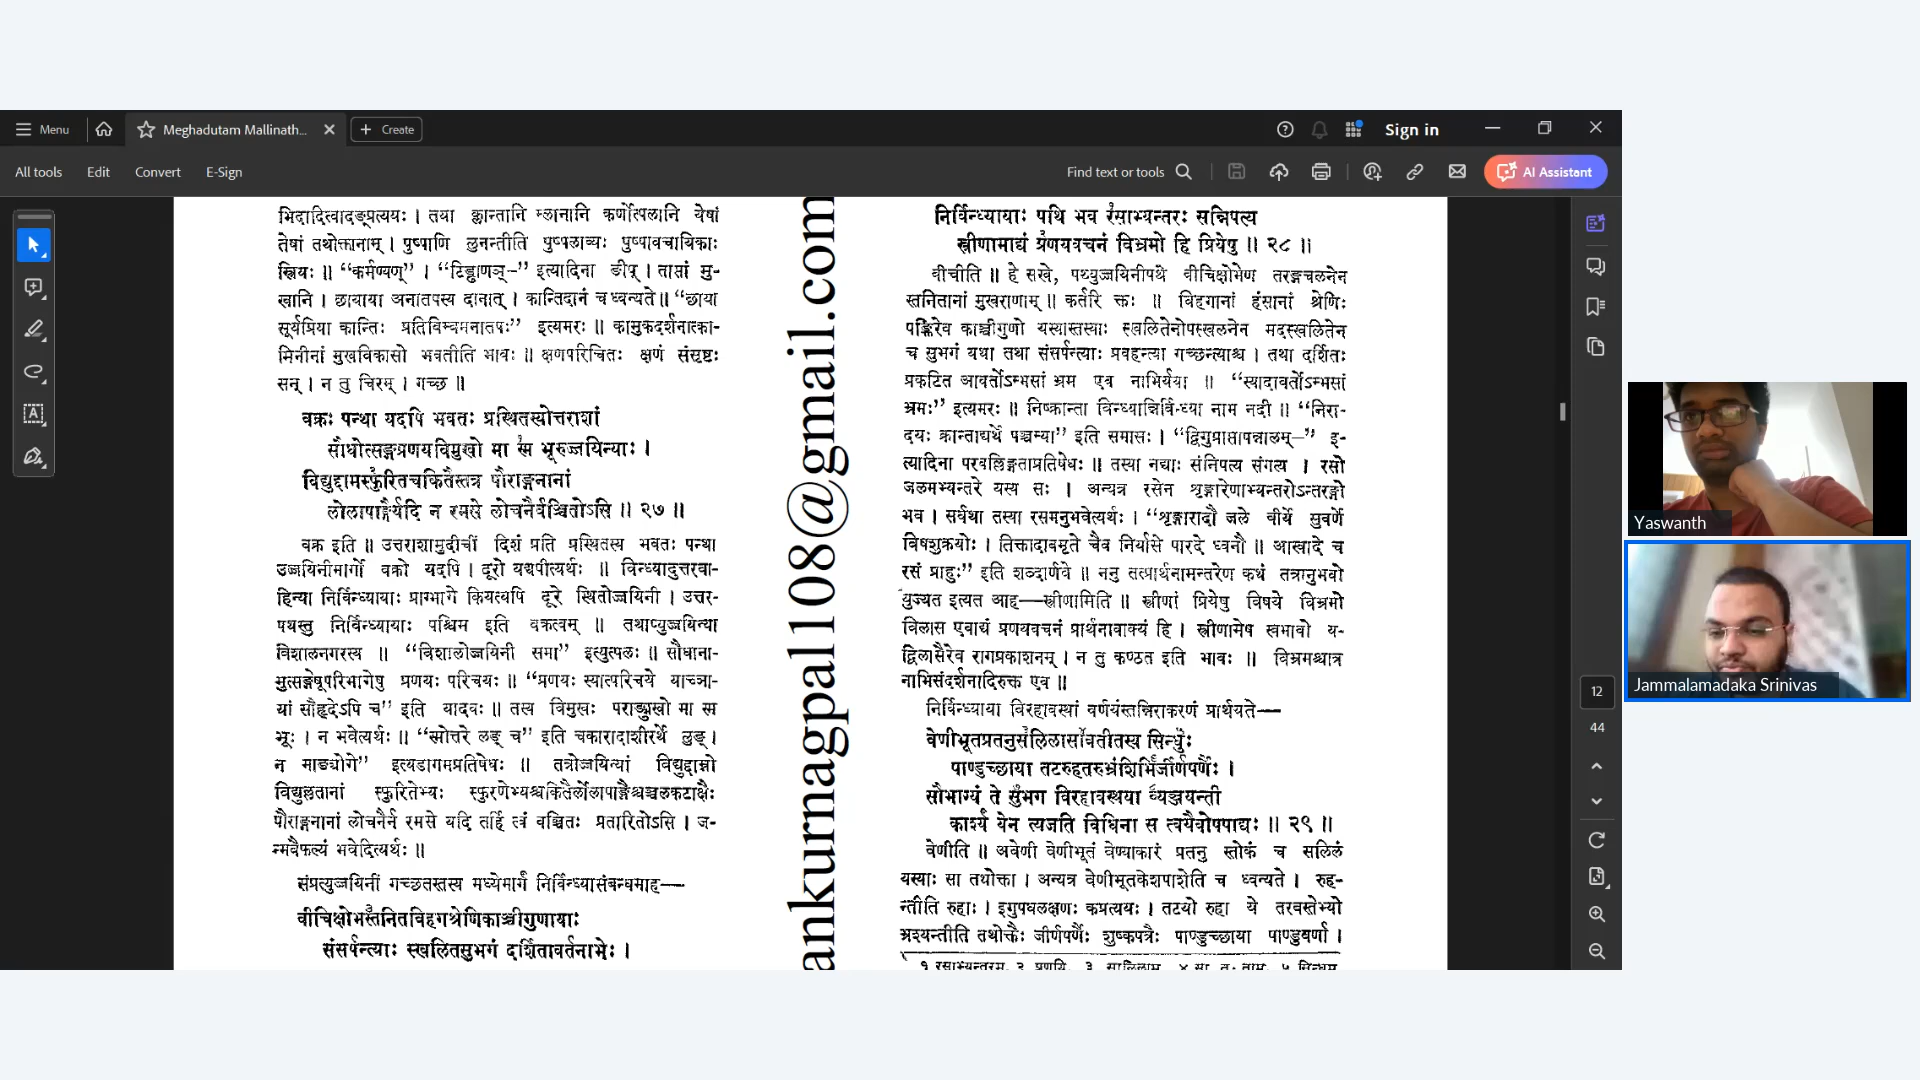 Menu
Meghadutam Mallinath...
Create
Sign in
All tools
Edit
Convert
E-Sign
Find text or tools
AI Assistant
भिदादित्वादङ्प्रत्ययः । तथा क्लान्तानि म्लानानि कर्णोत्पलानि येषां
तेषां तथोक्तानाम् । पुष्पाणि लुनन्तीति पुष्पलाव्यः पुष्पावचायिकाः
स्त्रियः ॥ “कर्मण्यण्” । “टिड्ढाणञ्-” इत्यादिना ङीप् । तासां मु-
खानि । छायाया अनातपस्य दानात् । कान्तिदानं च ध्वन्यते ॥ “छाया
सूर्यप्रिया कान्तिः प्रतिबिम्बमनातपः” इत्यमरः ॥ कामुकदर्शनात्का-
मिनीनां मुखविकासो भवतीति भावः ॥ क्षणपरिचितः क्षणं संसृष्टः
सन् । न तु चिरम् । गच्छ ॥
वक्रः पन्था यदपि भवतः प्रस्थितस्योत्तराशां
सौधोत्सङ्गप्रणयविमुखो मा स्म भूरुज्जयिन्याः ।
विद्युद्दामस्फुरितचकितैस्तत्र पौराङ्गनानां
लोलापाङ्गैर्यदि न रमसे लोचनैर्वञ्चितोऽसि ॥ २७ ॥
वक्र इति ॥ उत्तराशामुदीचीं दिशं प्रति प्रस्थितस्य भवतः पन्था
उज्जयिनीमार्गो वक्रो यदपि । दूरो यद्यपीत्यर्थः ॥ विन्ध्यादुत्तरवा-
हिन्या निर्विन्ध्यायाः प्राग्भागे कियत्यपि दूरे स्थितोज्जयिनी । उत्तर-
पथस्तु निर्विन्ध्यायाः पश्चिम इति वक्रत्वम् ॥ तथाप्युज्जयिन्या
विशालनगरस्य ॥ “विशालोज्जयिनी समा” इत्युत्पलः ॥ सौधाना-
मुत्सङ्गेषूपरिभागेषु प्रणयः परिचयः ॥ “प्रणयः स्यात्परिचये याच्ञा-
यां सौहृदेऽपि च” इति यादवः ॥ तस्य विमुखः पराङ्मुखो मा स्म
भूः । न भवेत्यर्थः ॥ “स्मोत्तरे लङ् च” इति चकारादाशीरर्थे लुङ् ।
न माङ्योगे” इत्यडागमप्रतिषेधः ॥ तत्रोज्जयिन्यां विद्युद्दाम्नो
विद्युल्लतानां स्फुरितेभ्यः स्फुरणेभ्यश्चकितैर्लोलापाङ्गैश्चञ्चलकटाक्षैः
पौराङ्गनानां लोचनैर्न रमसे यदि तर्हि त्वं वञ्चितः प्रतारितोऽसि । ज-
न्मवैफल्यं भवेदित्यर्थः ॥
संप्रत्युज्जयिनीं गच्छतस्तस्य मध्येमार्गं निर्विन्ध्यासंबन्धमाह—
वीचिक्षोभस्तनितविहगश्रेणिकाञ्चीगुणायाः
संसर्पन्त्याः स्खलितसुभगं दर्शितावर्तनाभेः ।
ankurnagpal108@gmail.com
निर्विन्ध्यायाः पथि भव रसाभ्यन्तरः सन्निपत्य
स्त्रीणामाद्यं प्रणयवचनं विभ्रमो हि प्रियेषु ॥ २८ ॥
वीचीति ॥ हे सखे, पथ्युज्जयिनीपथे वीचिक्षोभेण तरङ्गचलनेन
स्तनितानां मुखराणाम् ॥ कर्तरि क्तः ॥ विहगानां हंसानां श्रेणिः
पङ्क्तिरेव काञ्चीगुणो यस्यास्तस्याः स्खलितेनोपस्खलनेन मदस्खलितेन
च सुभगं यथा तथा संसर्पन्त्याः प्रवहन्त्या गच्छन्त्याश्च । तथा दर्शितः
प्रकटित आवर्तोऽम्भसां भ्रम एव नाभिर्यया ॥ “स्यादावर्तोऽम्भसां
भ्रमः” इत्यमरः ॥ निष्क्रान्ता विन्ध्यान्निर्विन्ध्या नाम नदी ॥ “निरा-
दयः क्रान्ताद्यर्थे पञ्चम्या” इति समासः । “द्विगुप्राप्तापन्नालम्—” इ-
त्यादिना परवल्लिङ्गताप्रतिषेधः ॥ तस्या नद्याः संनिपत्य संगत्य । रसो
जलमभ्यन्तरे यस्य सः । अन्यत्र रसेन शृङ्गारेणाभ्यन्तरोऽन्तरङ्गो
भव । सर्वथा तस्या रसमनुभवेत्यर्थः । “शृङ्गारादौ जले वीर्ये सुवर्णे
विषशुक्रयोः । तिक्तादावमृते चैव निर्यासे पारदे ध्वनौ ॥ आस्वादे च
रसं प्राहुः” इति शब्दार्णवे ॥ ननु तत्प्रार्थनामन्तरेण कथं तत्रानुभवो
युज्यत इत्यत आह—स्त्रीणामिति ॥ स्त्रीणां प्रियेषु विषये विभ्रमो
विलास एवाद्यं प्रणयवचनं प्रार्थनावाक्यं हि । स्त्रीणामेष स्वभावो य-
द्विलासैरेव रागप्रकाशनम् । न तु कण्ठत इति भावः ॥ विभ्रमश्चात्र
नाभिसंदर्शनादिरुक्त एव ॥
निर्विन्ध्याया विरहावस्थां वर्णयंस्तन्निराकरणं प्रार्थयते—
वेणीभूतप्रतनुसलिलासावतीतस्य सिन्धुः
पाण्डुच्छाया तटरुहतरुभ्रंशिभिर्जीर्णपर्णैः ।
सौभाग्यं ते सुभग विरहावस्थया व्यञ्जयन्ती
कार्श्यं येन त्यजति विधिना स त्वयैवोपपाद्यः ॥ २९ ॥
वेणीति ॥ अवेणी वेणीभूतं वेण्याकारं प्रतनु स्तोकं च सलिलं
यस्याः सा तथोक्ता । अन्यत्र वेणीभूतकेशपाशेति च ध्वन्यते । रुह-
न्तीति रुहाः । इगुपधलक्षणः कप्रत्ययः । तटयो रुहा ये तरवस्तेभ्यो
भ्रश्यन्तीति तथोक्तैः जीर्णपर्णैः शुष्कपत्रैः पाण्डुच्छाया पाण्डुवर्णा ।
12
44
Yaswanth
Jammalamadaka Srinivas